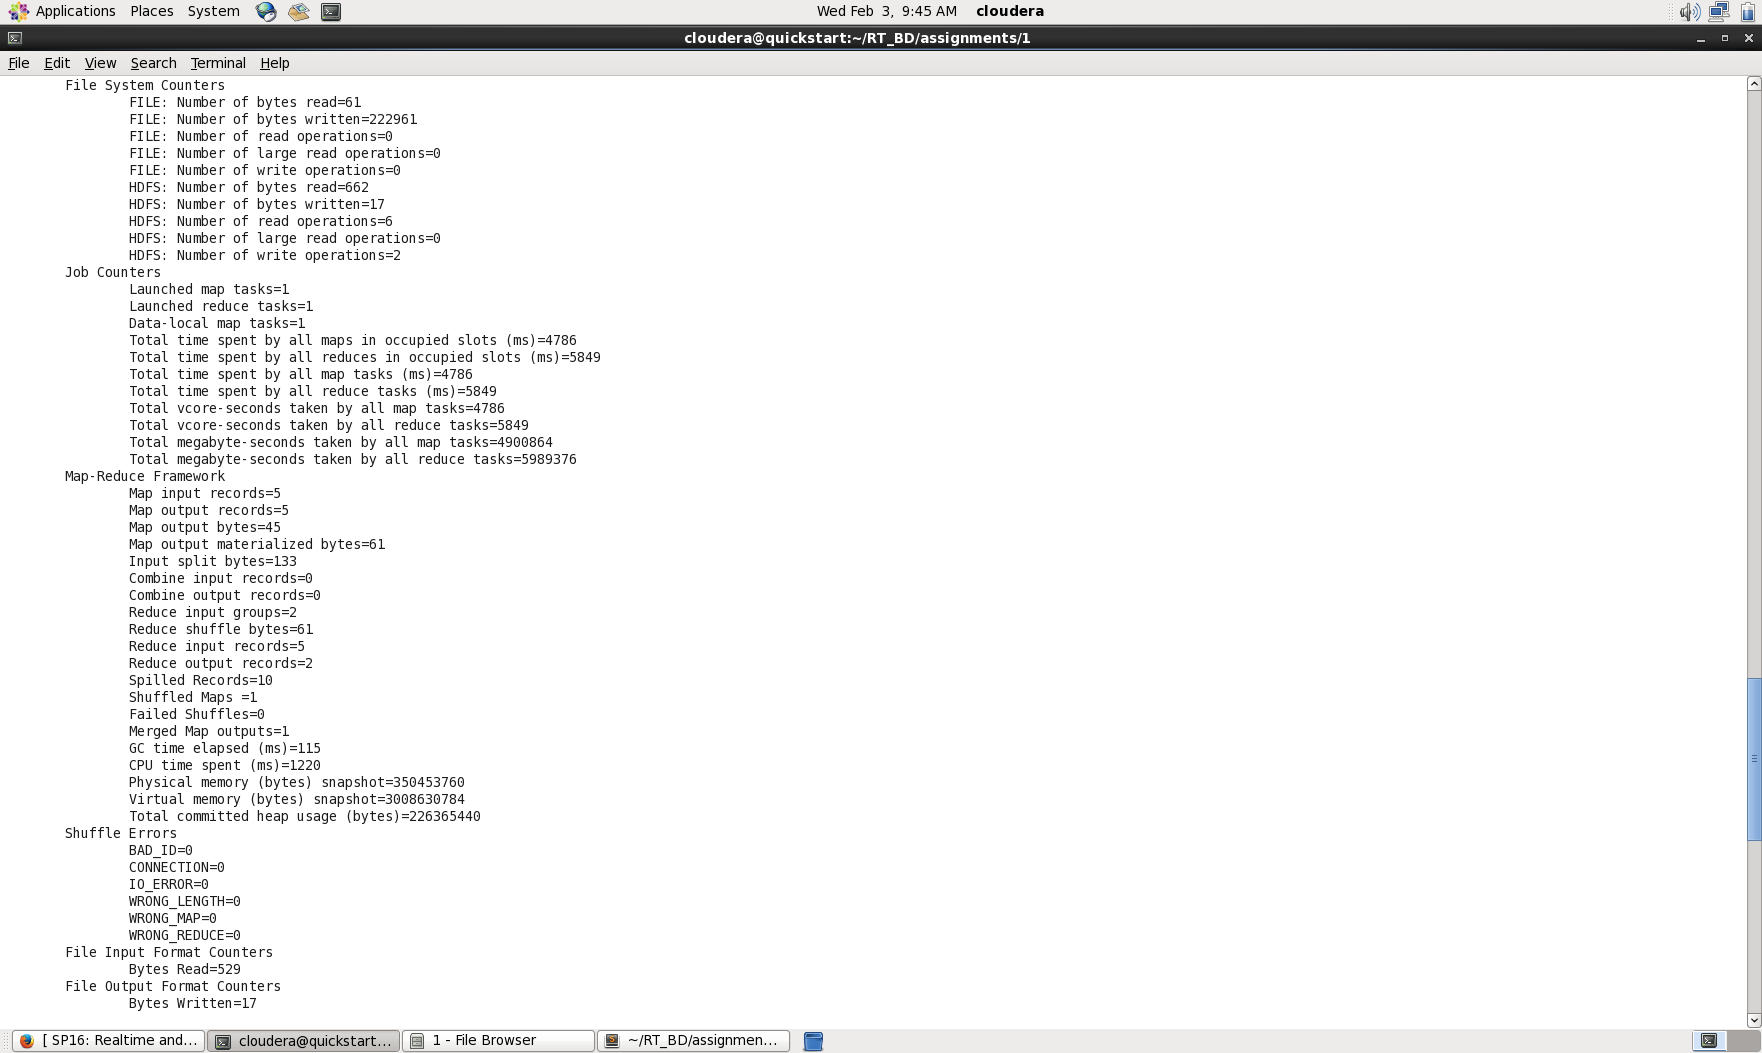 Applications Places System Wed Feb 3, 9:45 AM cloudera
cloudera@quickstart:~/RT_BD/assignments/1
File Edit View Search Terminal Help
File System Counters
FILE: Number of bytes read=61
FILE: Number of bytes written=222961
FILE: Number of read operations=0
FILE: Number of large read operations=0
FILE: Number of write operations=0
HDFS: Number of bytes read=662
HDFS: Number of bytes written=17
HDFS: Number of read operations=6
HDFS: Number of large read operations=0
HDFS: Number of write operations=2
Job Counters
Launched map tasks=1
Launched reduce tasks=1
Data-local map tasks=1
Total time spent by all maps in occupied slots (ms)=4786
Total time spent by all reduces in occupied slots (ms)=5849
Total time spent by all map tasks (ms)=4786
Total time spent by all reduce tasks (ms)=5849
Total vcore-seconds taken by all map tasks=4786
Total vcore-seconds taken by all reduce tasks=5849
Total megabyte-seconds taken by all map tasks=4900864
Total megabyte-seconds taken by all reduce tasks=5989376
Map-Reduce Framework
Map input records=5
Map output records=5
Map output bytes=45
Map output materialized bytes=61
Input split bytes=133
Combine input records=0
Combine output records=0
Reduce input groups=2
Reduce shuffle bytes=61
Reduce input records=5
Reduce output records=2
Spilled Records=10
Shuffled Maps =1
Failed Shuffles=0
Merged Map outputs=1
GC time elapsed (ms)=115
CPU time spent (ms)=1220
Physical memory (bytes) snapshot=350453760
Virtual memory (bytes) snapshot=3008630784
Total committed heap usage (bytes)=226365440
Shuffle Errors
BAD_ID=0
CONNECTION=0
IO_ERROR=0
WRONG_LENGTH=0
WRONG_MAP=0
WRONG_REDUCE=0
File Input Format Counters
Bytes Read=529
File Output Format Counters
Bytes Written=17
[ SP16: Realtime and... cloudera@quickstart... 1 - File Browser ~/RT_BD/assignmen...